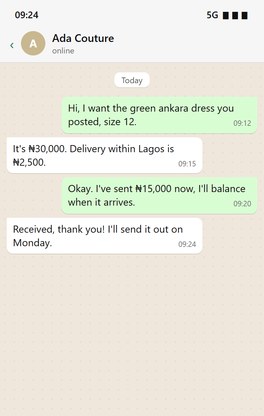 09:24
5G
‹
A
Ada Couture
online
Today
Hi, I want the green ankara dress you
posted, size 12.
09:12
It's ₦30,000. Delivery within Lagos is
₦2,500.
09:15
Okay. I've sent ₦15,000 now, I'll balance
when it arrives.
09:20
Received, thank you! I'll send it out on
Monday.
09:24